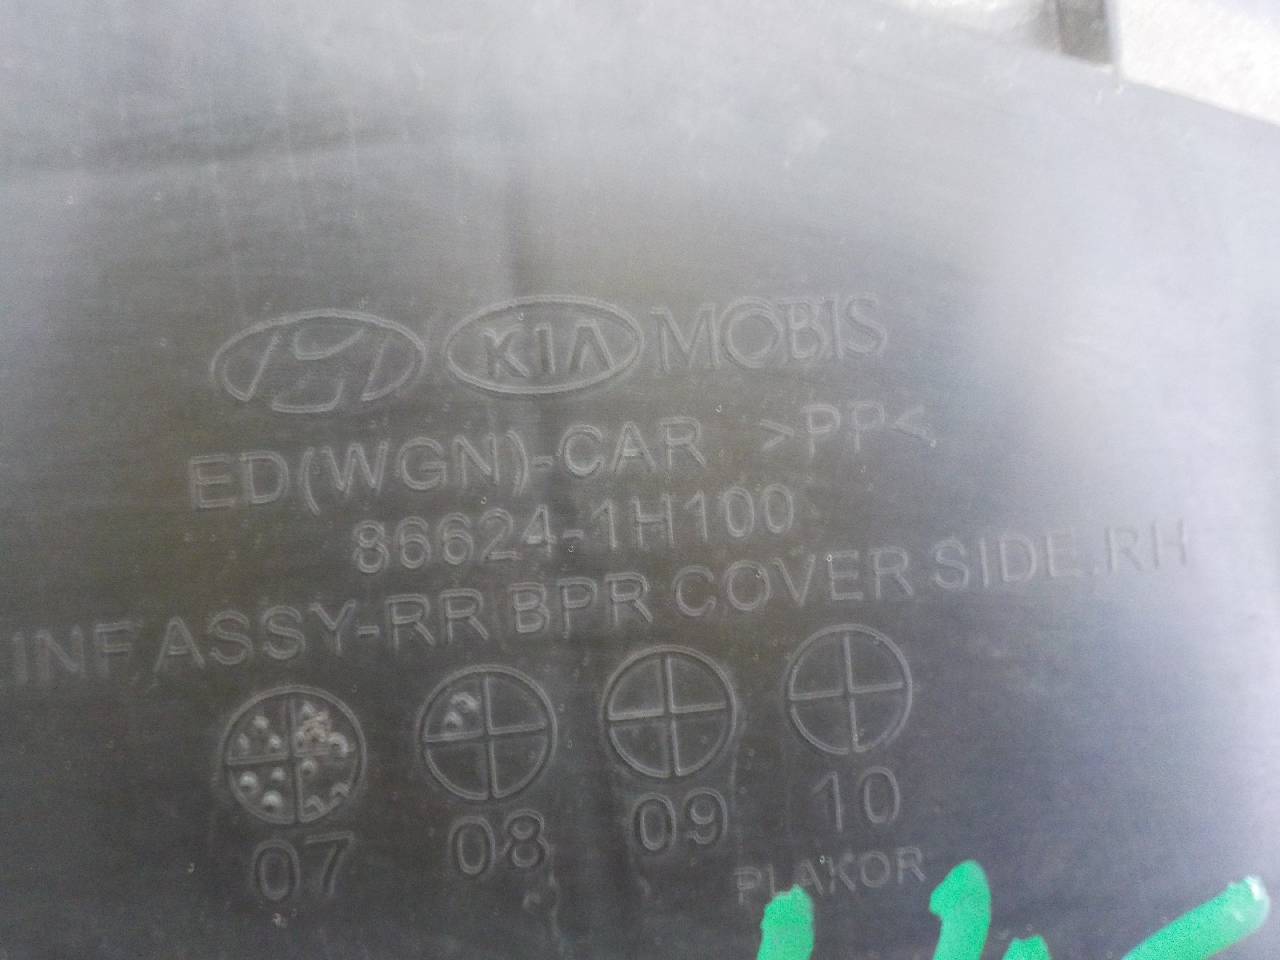 KIA MOBIS
ED(WGN)-CAR >PP<
86624-1H100
INF ASSY-RR BPR COVER SIDE.RH
07 08 09 10
PLAKOR